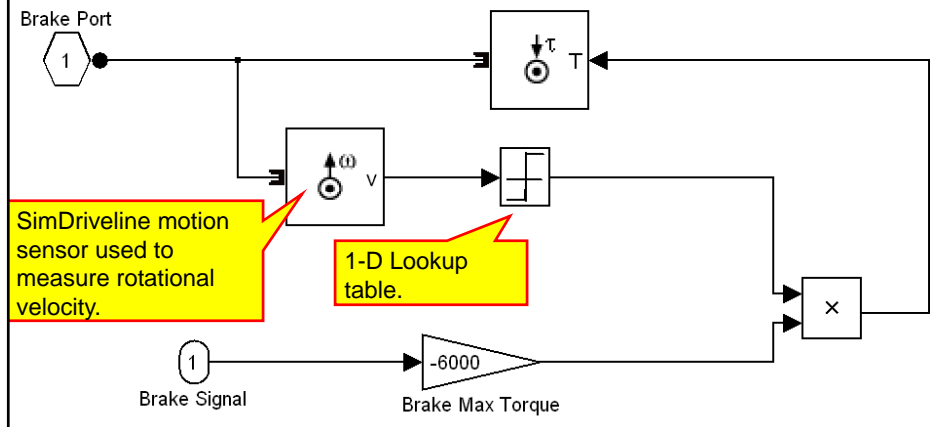 Brake Port
1
τ
T
ω
v
SimDriveline motion
sensor used to
measure rotational
velocity.
1-D Lookup
table.
×
1
-6000
Brake Signal
Brake Max Torque